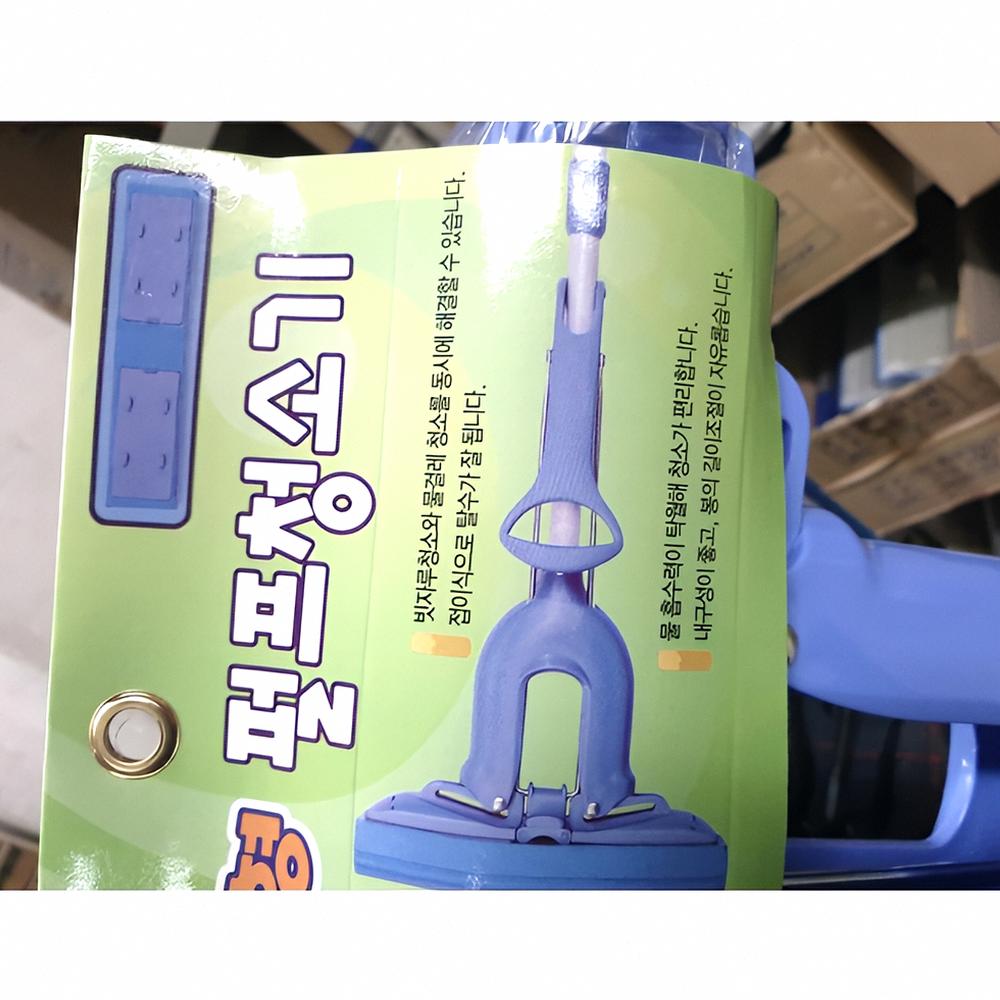 펄프청소기
빗자루청소와 물걸레 청소를 동시에 해결할 수 있습니다.
접이식으로 탈수가 잘 됩니다.
물 흡수력이 탁월해 청소가 편리합니다.
내구성이 좋고, 봉의 길이조절이 자유롭습니다.